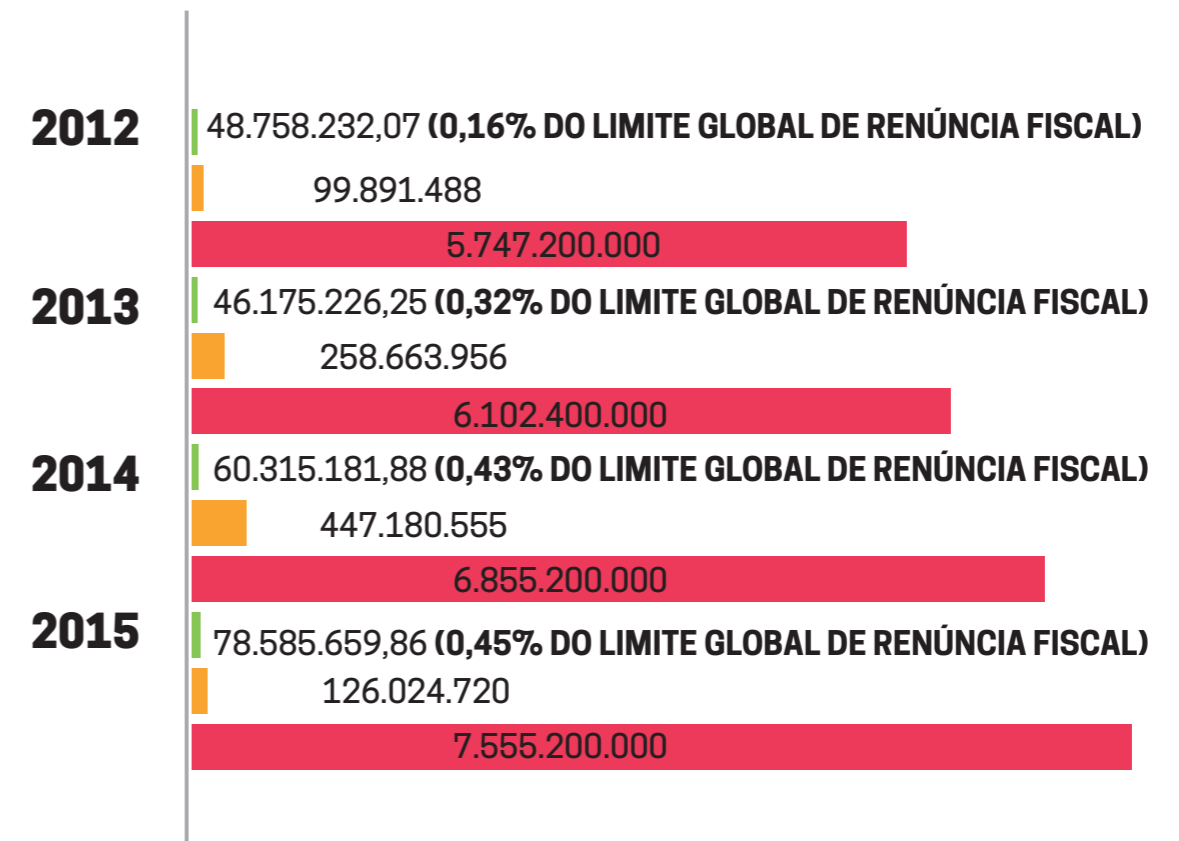 2012 48.758.232,07 (0,16% DO LIMITE GLOBAL DE RENÚNCIA FISCAL)
99.891.488
5.747.200.000
2013 46.175.226,25 (0,32% DO LIMITE GLOBAL DE RENÚNCIA FISCAL)
258.663.956
6.102.400.000
2014 60.315.181,88 (0,43% DO LIMITE GLOBAL DE RENÚNCIA FISCAL)
447.180.555
6.855.200.000
2015 78.585.659,86 (0,45% DO LIMITE GLOBAL DE RENÚNCIA FISCAL)
126.024.720
7.555.200.000